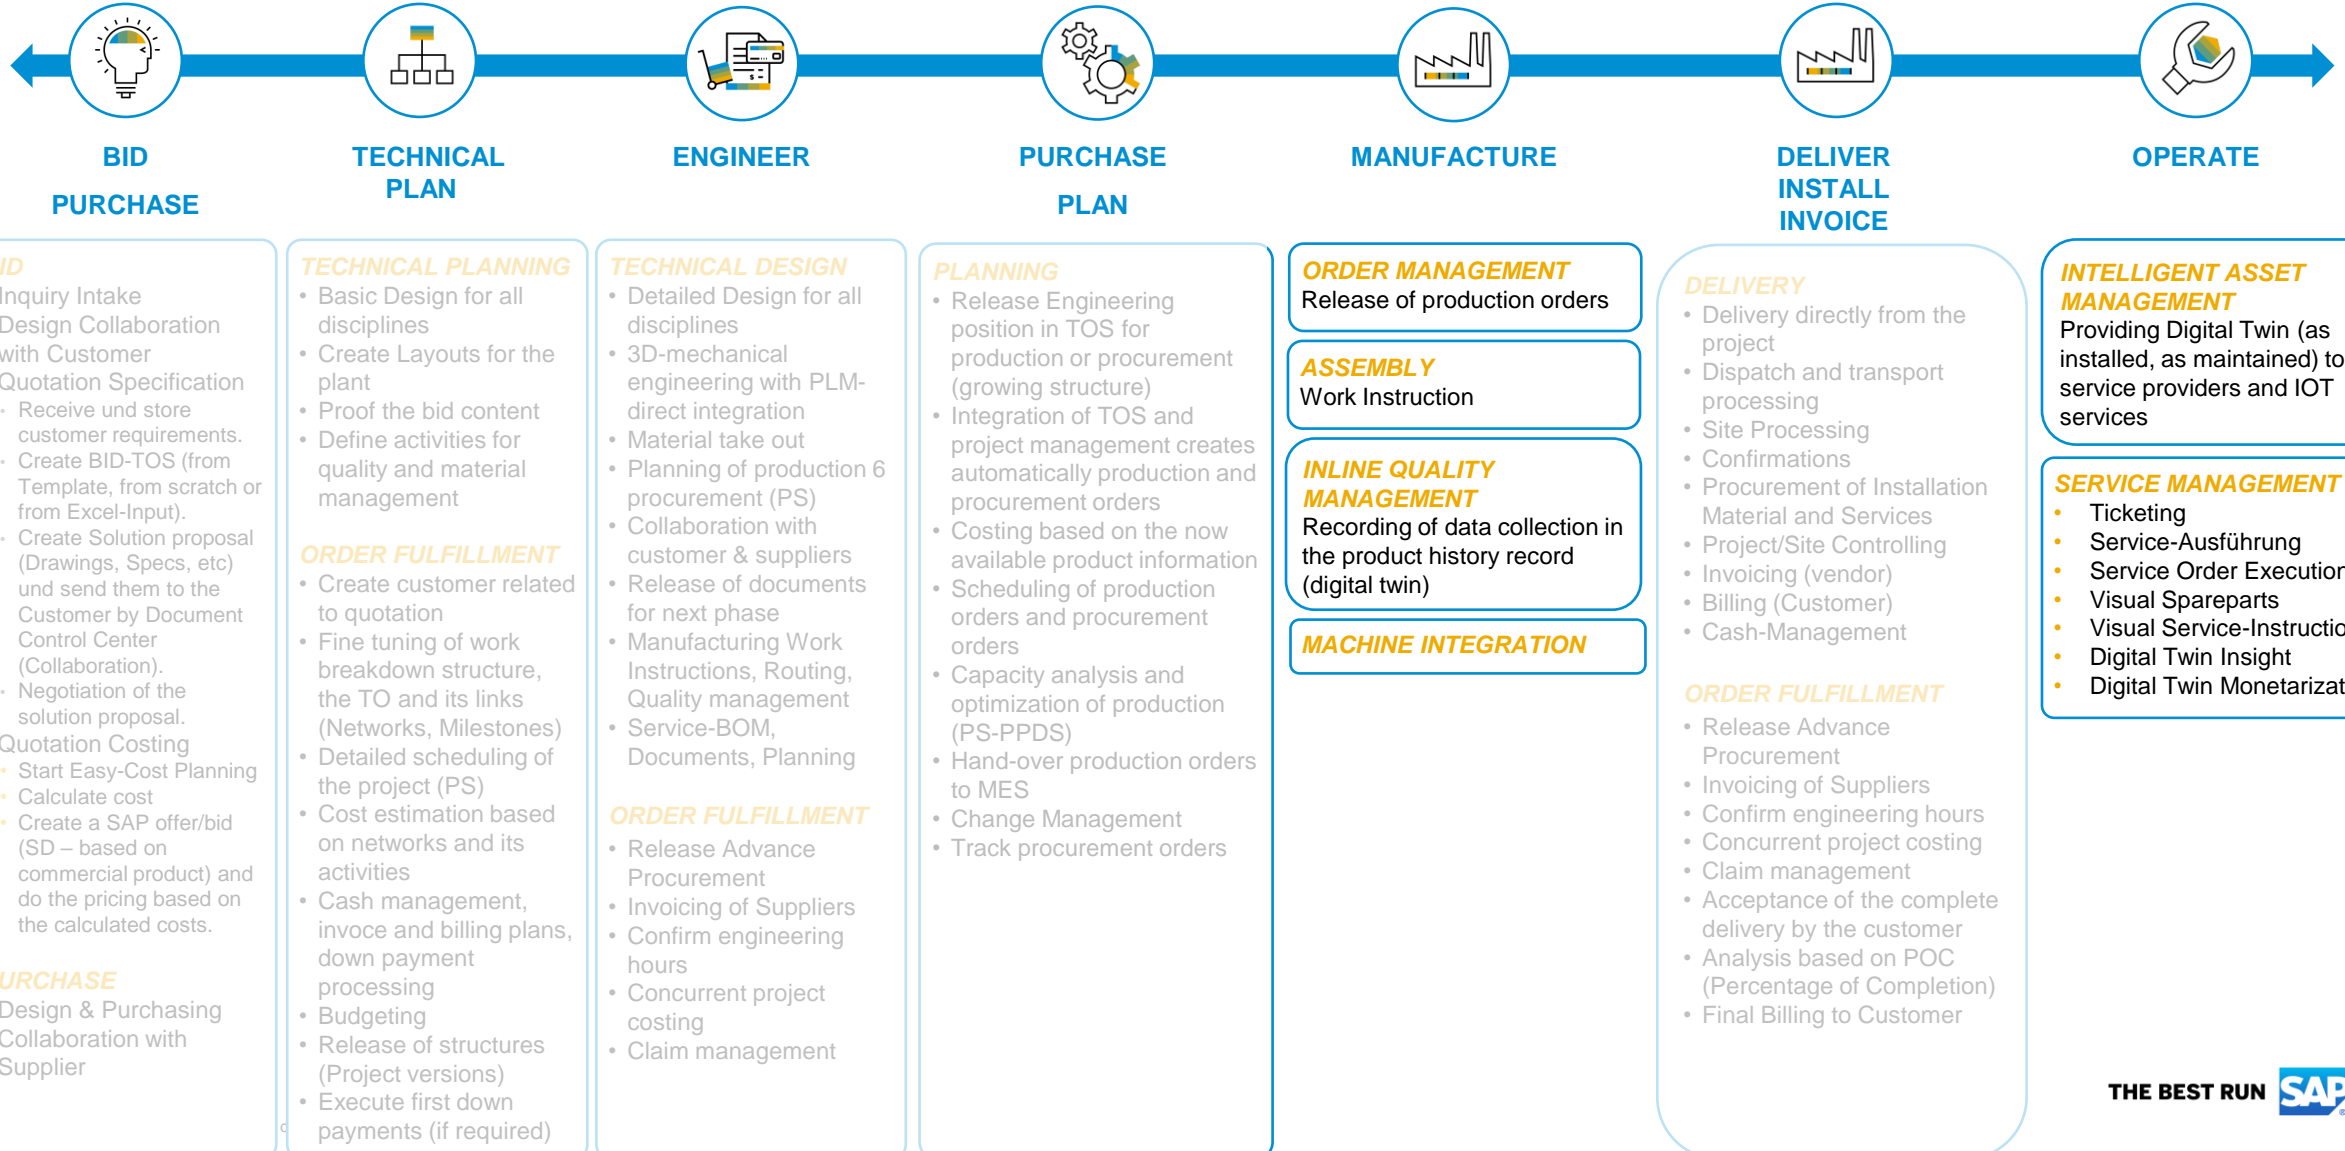 BID
PURCHASE
TECHNICAL
PLAN
ENGINEER
PURCHASE
PLAN
MANUFACTURE
DELIVER
INSTALL
INVOICE
OPERATE
ID
Inquiry Intake
Design Collaboration
with Customer
Quotation Specification
• Receive und store
customer requirements.
• Create BID-TOS (from
Template, from scratch or
from Excel-Input).
• Create Solution proposal
(Drawings, Specs, etc)
und send them to the
Customer by Document
Control Center
(Collaboration).
• Negotiation of the
solution proposal.
Quotation Costing
• Start Easy-Cost Planning
• Calculate cost
• Create a SAP offer/bid
(SD – based on
commercial product) and
do the pricing based on
the calculated costs.
URCHASE
Design & Purchasing
Collaboration with
Supplier
TECHNICAL PLANNING
• Basic Design for all
disciplines
• Create Layouts for the
plant
• Proof the bid content
• Define activities for
quality and material
management
ORDER FULFILLMENT
• Create customer related
to quotation
• Fine tuning of work
breakdown structure,
the TO and its links
(Networks, Milestones)
• Detailed scheduling of
the project (PS)
• Cost estimation based
on networks and its
activities
• Cash management,
invoce and billing plans,
down payment
processing
• Budgeting
• Release of structures
(Project versions)
• Execute first down
payments (if required)
TECHNICAL DESIGN
• Detailed Design for all
disciplines
• 3D-mechanical
engineering with PLM-
direct integration
• Material take out
• Planning of production 6
procurement (PS)
• Collaboration with
customer & suppliers
• Release of documents
for next phase
• Manufacturing Work
Instructions, Routing,
Quality management
• Service-BOM,
Documents, Planning
ORDER FULFILLMENT
• Release Advance
Procurement
• Invoicing of Suppliers
• Confirm engineering
hours
• Concurrent project
costing
• Claim management
PLANNING
• Release Engineering
position in TOS for
production or procurement
(growing structure)
• Integration of TOS and
project management creates
automatically production and
procurement orders
• Costing based on the now
available product information
• Scheduling of production
orders and procurement
orders
• Capacity analysis and
optimization of production
(PS-PPDS)
• Hand-over production orders
to MES
• Change Management
• Track procurement orders
ORDER MANAGEMENT
Release of production orders
ASSEMBLY
Work Instruction
INLINE QUALITY
MANAGEMENT
Recording of data collection in
the product history record
(digital twin)
MACHINE INTEGRATION
DELIVERY
• Delivery directly from the
project
• Dispatch and transport
processing
• Site Processing
• Confirmations
• Procurement of Installation
Material and Services
• Project/Site Controlling
• Invoicing (vendor)
• Billing (Customer)
• Cash-Management
ORDER FULFILLMENT
• Release Advance
Procurement
• Invoicing of Suppliers
• Confirm engineering hours
• Concurrent project costing
• Claim management
• Acceptance of the complete
delivery by the customer
• Analysis based on POC
(Percentage of Completion)
• Final Billing to Customer
INTELLIGENT ASSET
MANAGEMENT
Providing Digital Twin (as
installed, as maintained) to
service providers and IOT
services
SERVICE MANAGEMENT
• Ticketing
• Service-Ausführung
• Service Order Execution
• Visual Spareparts
• Visual Service-Instructio
• Digital Twin Insight
• Digital Twin Monetarizat
THE BEST RUN SAP